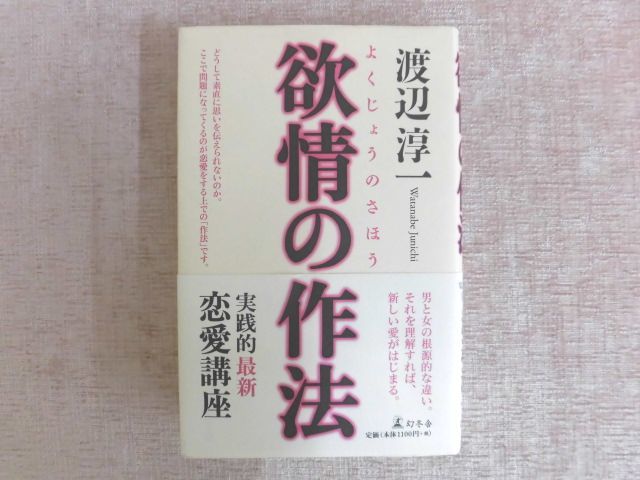 渡辺淳一
Watanabe Junichi
よくじょうのさほう
欲情の作法
どうして素直に思いを伝えられないのか。
ここで問題になってくるのが恋愛をする上での「作法」です。
男と女の根源的な違い。
それを理解すれば、
新しい愛がはじまる。
実践的最新
恋愛講座
幻冬舎
定価(本体1100円+税)